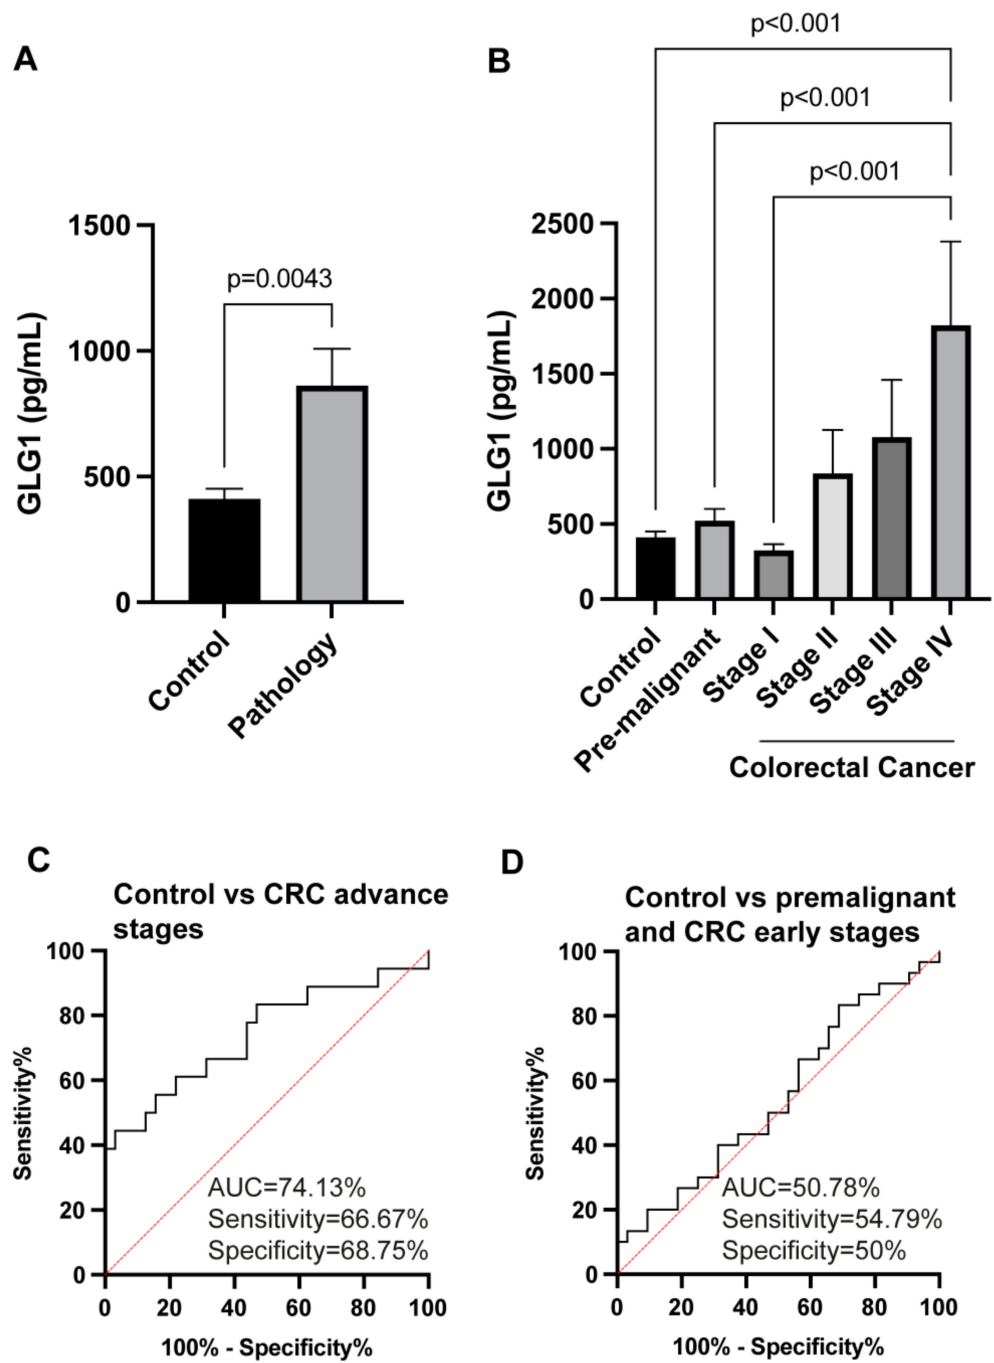 A
p=0.0043
GLG1 (pg/mL)
1500
1000
500
0
Control
Pathology
B
p<0.001
p<0.001
p<0.001
GLG1 (pg/mL)
2500
2000
1500
1000
500
0
Control
Pre-malignant
Stage I
Stage II
Stage III
Stage IV
Colorectal Cancer
C
Control vs CRC advance
stages
Sensitivity%
100
80
60
40
20
0
AUC=74.13%
Sensitivity=66.67%
Specificity=68.75%
0 20 40 60 80 100
100% - Specificity%
D
Control vs premalignant
and CRC early stages
Sensitivity%
100
80
60
40
20
0
AUC=50.78%
Sensitivity=54.79%
Specificity=50%
0 20 40 60 80 100
100% - Specificity%